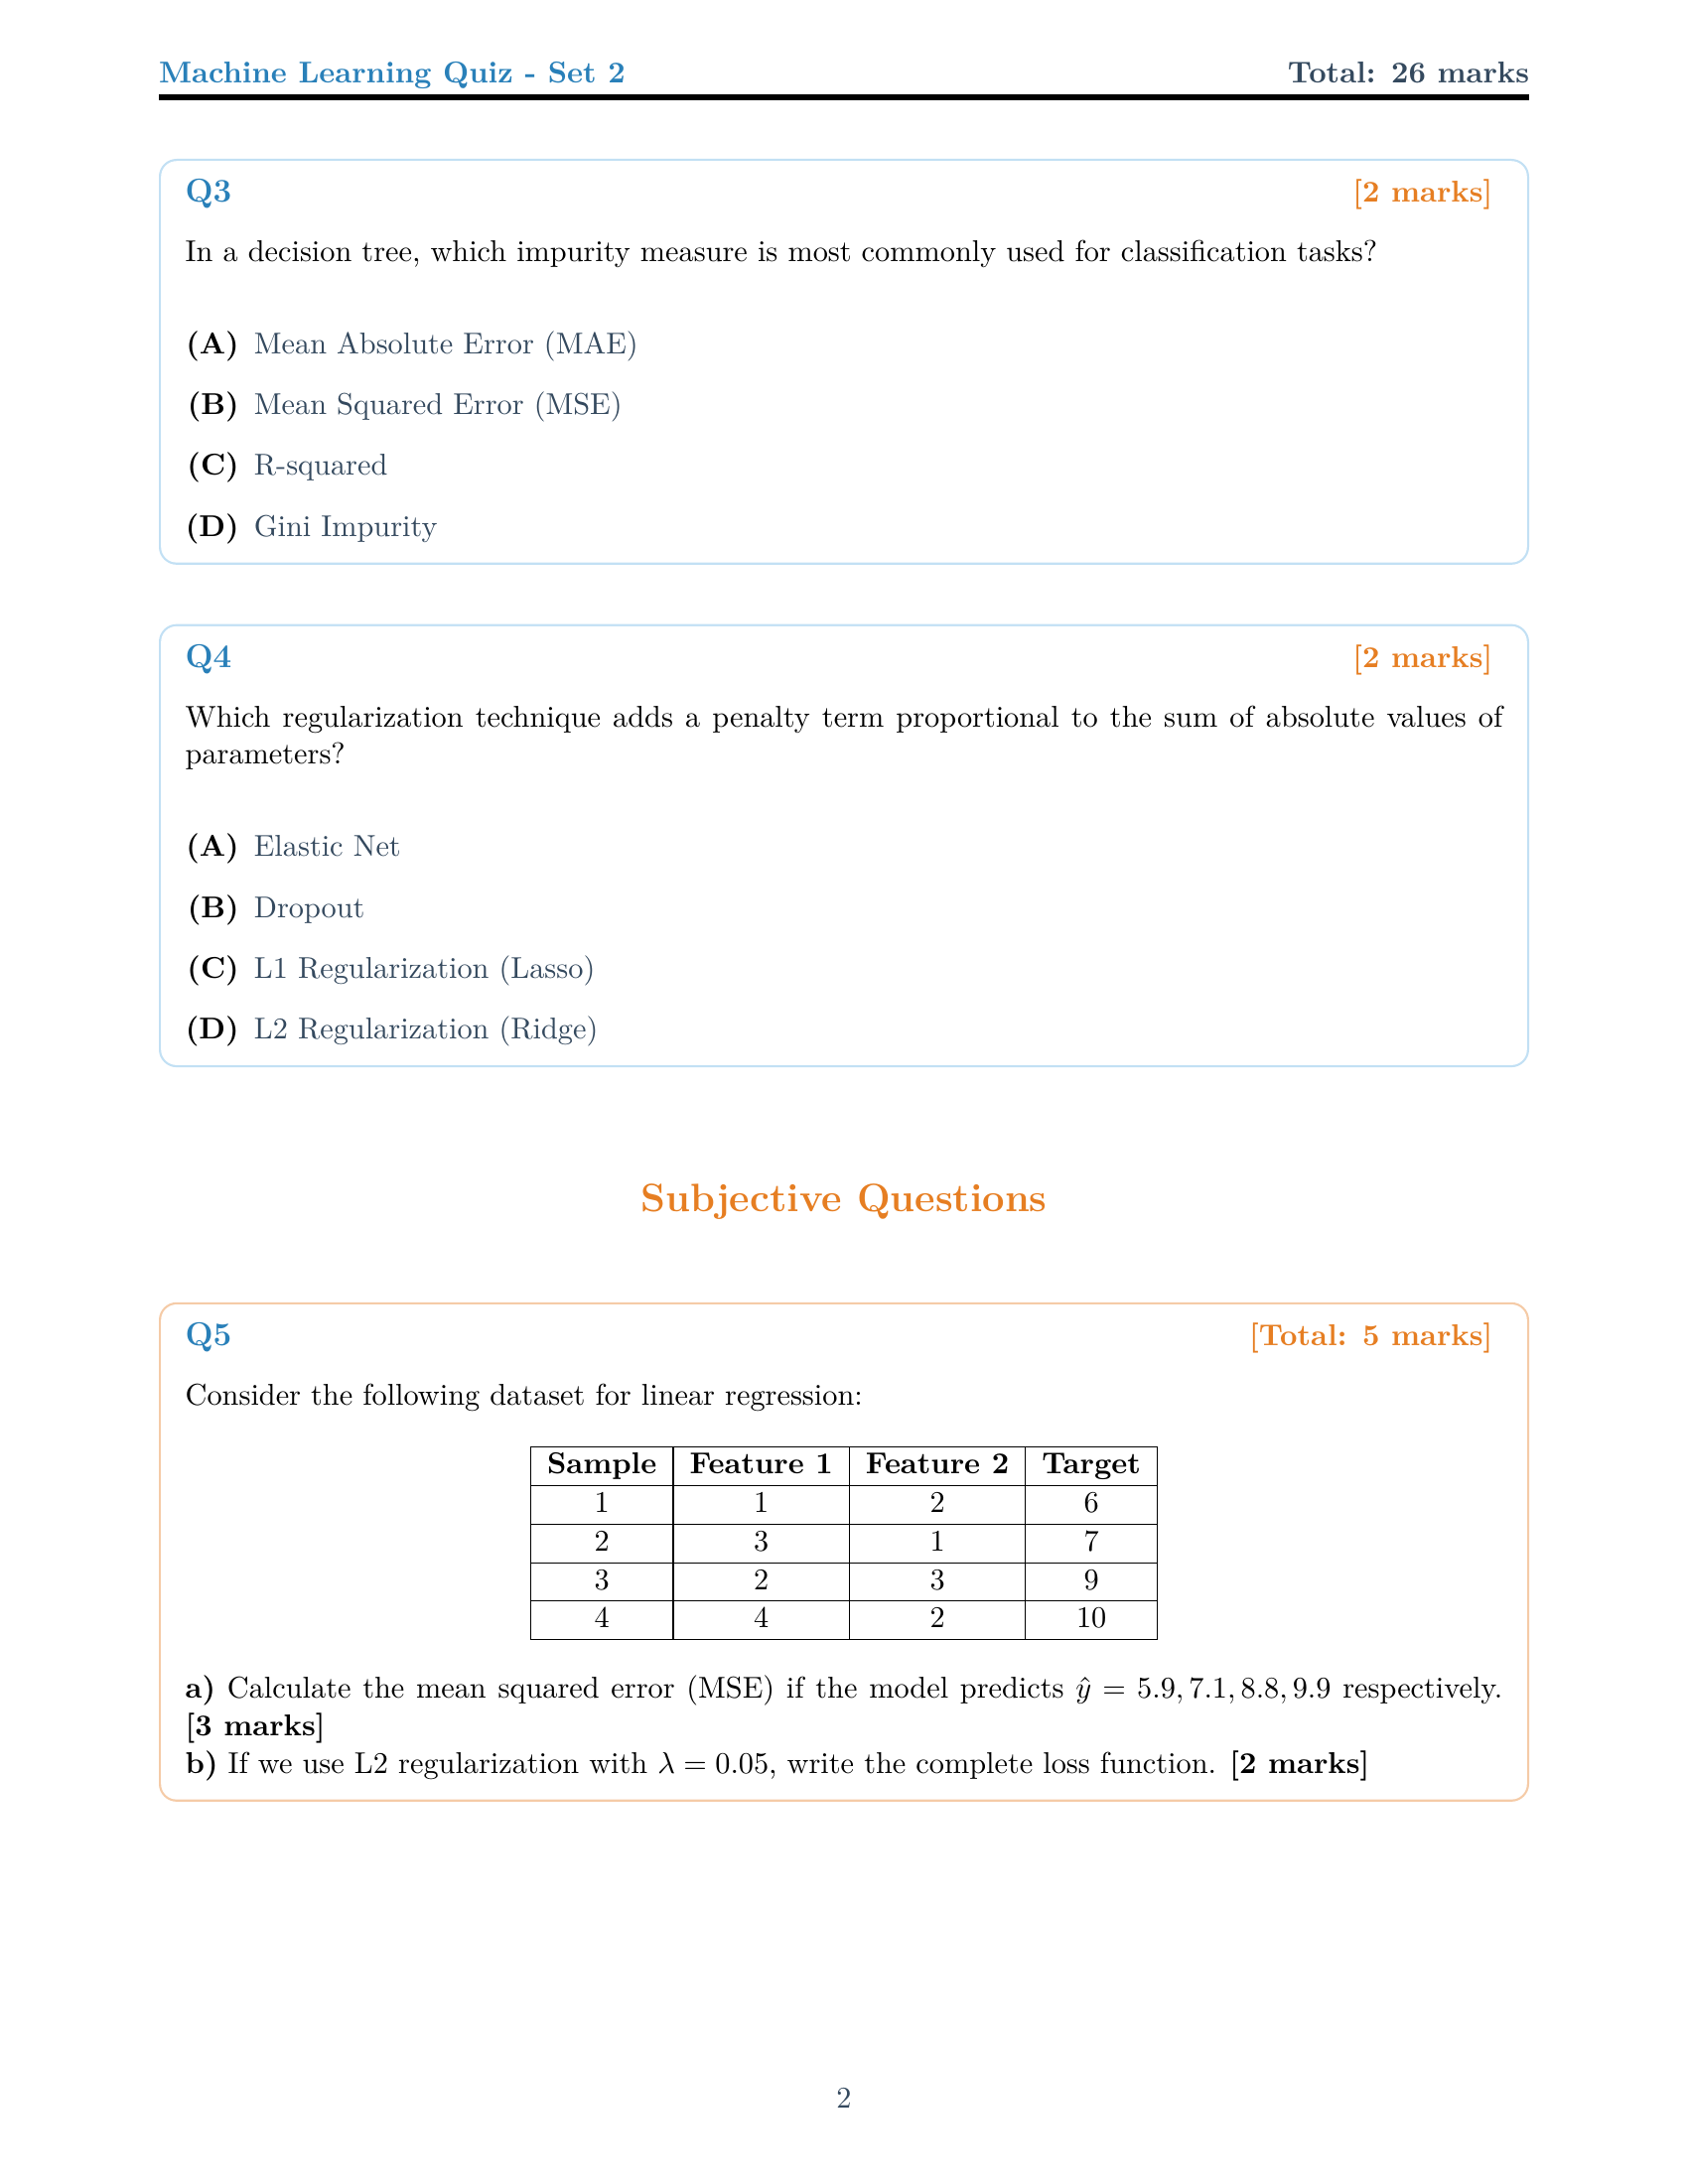 Machine Learning Quiz - Set 2 Total: 26 marks
Q3 [2 marks]
In a decision tree, which impurity measure is most commonly used for classification tasks?
(A) Mean Absolute Error (MAE)
(B) Mean Squared Error (MSE)
(C) R-squared
(D) Gini Impurity
Q4 [2 marks]
Which regularization technique adds a penalty term proportional to the sum of absolute values of
parameters?
(A) Elastic Net
(B) Dropout
(C) L1 Regularization (Lasso)
(D) L2 Regularization (Ridge)
Subjective Questions
Q5 [Total: 5 marks]
Consider the following dataset for linear regression:
Sample Feature 1 Feature 2 Target
1 1 2 6
2 3 1 7
3 2 3 9
4 4 2 10
a) Calculate the mean squared error (MSE) if the model predicts ŷ = 5.9, 7.1, 8.8, 9.9 respectively.
[3 marks]
b) If we use L2 regularization with λ = 0.05, write the complete loss function. [2 marks]
2